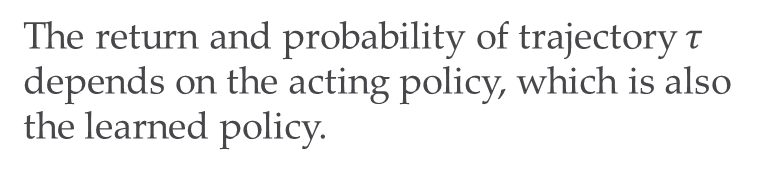 The return and probability of trajectory τ
depends on the acting policy, which is also
the learned policy.